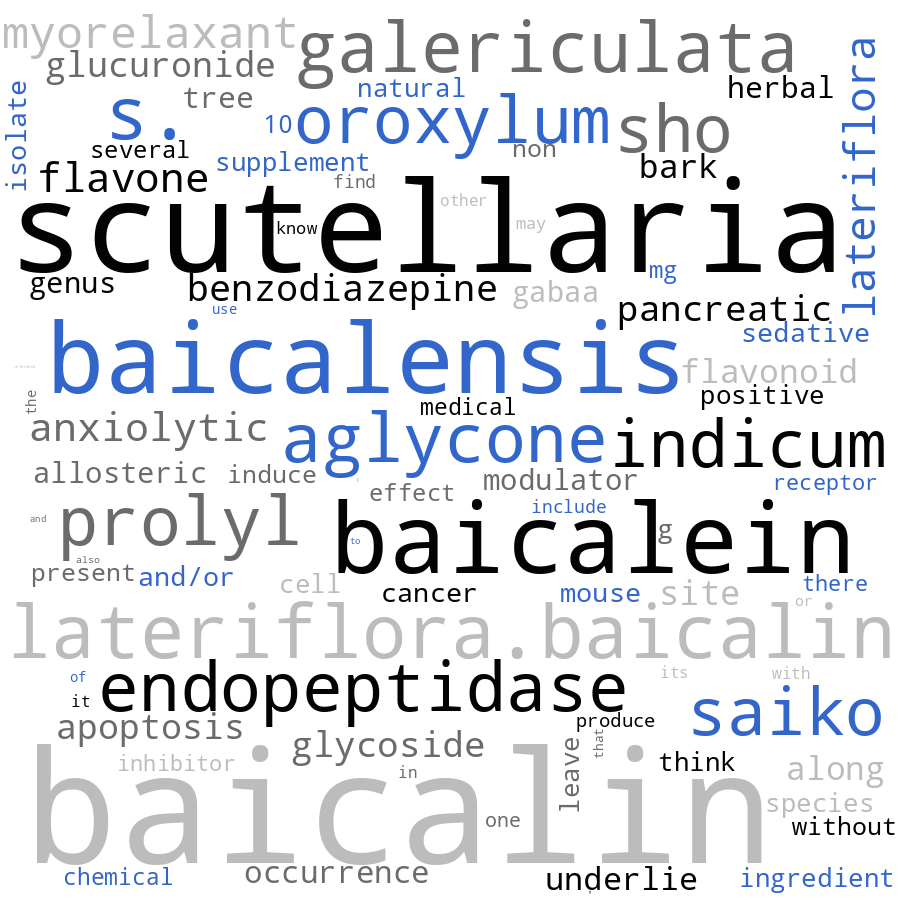 myorelaxant
galericulata
glucuronide
tree
natural
herbal
lateriflora
isolate
s.
10
oroxylum
sho
several
supplement
non
bark
flavone
find
other
scutellaria
know
may
genus
benzodiazepine
gabaa
mg
pancreatic
use
baicalensis
sedative
flavonoid
the
medical
positive
anxiolytic
aglycone
indicum
allosteric
induce
effect
modulator
receptor
and
prolyl
include
baicalein
g
to
also
present
and/or
cell
cancer
mouse
site
there
or
lateriflora.baicalin
of
it
endopeptidase
its
with
saiko
apoptosis
produce
glycoside
that
inhibitor
in
leave
think
along
baicalin
one
species
without
chemical
occurrence
underlie
ingredient